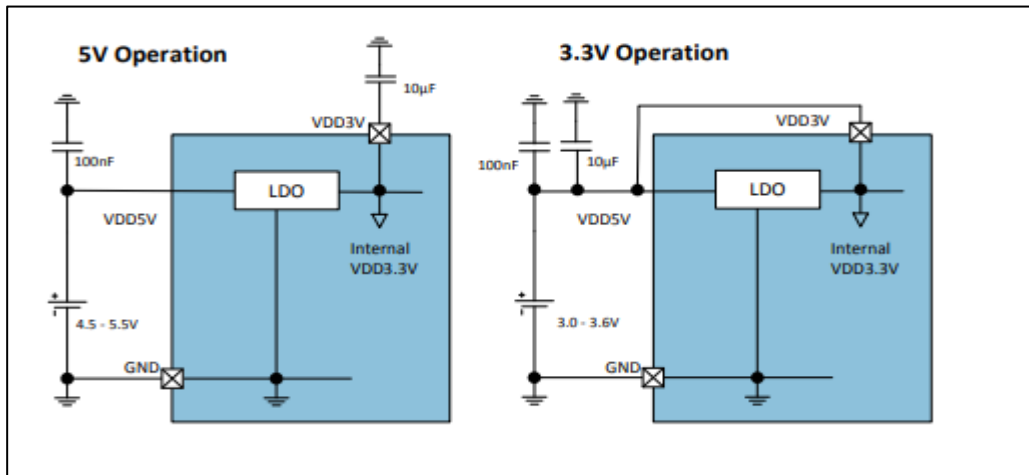 5V Operation
10µF
VDD3V
100nF
LDO
VDD5V
Internal
VDD3.3V
4.5 - 5.5V
GND
3.3V Operation
VDD3V
100nF
10µF
LDO
VDD5V
Internal
VDD3.3V
3.0 - 3.6V
GND